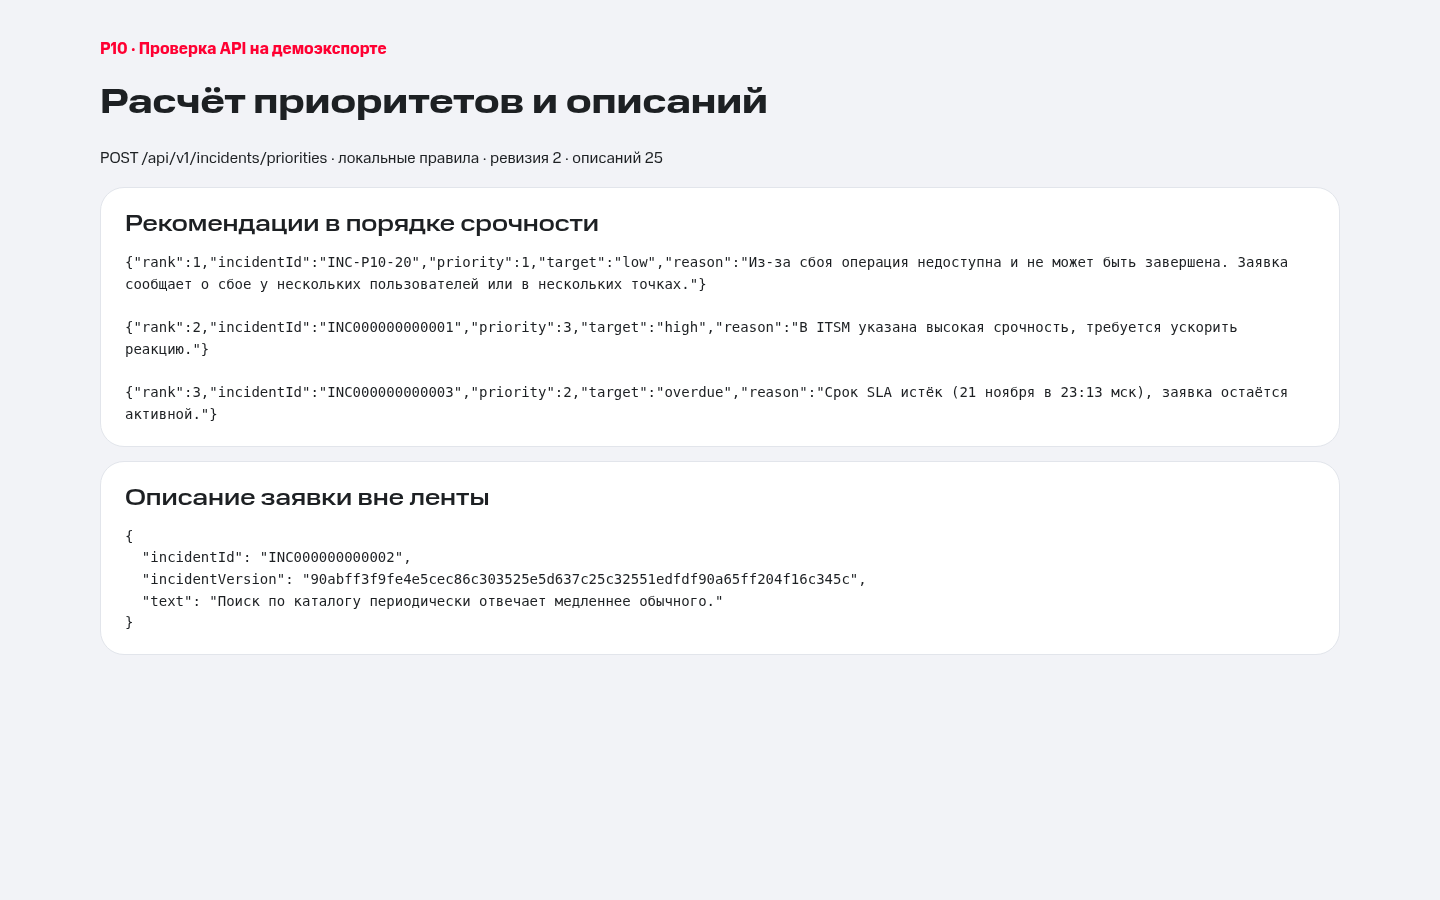 P10 · Проверка API на демоэкспорте
Расчёт приоритетов и описаний
POST /api/v1/incidents/priorities · локальные правила · ревизия 2 · описаний 25
Рекомендации в порядке срочности
{"rank":1,"incidentId":"INC-P10-20","priority":1,"target":"low","reason":"Из-за сбоя операция недоступна и не может быть завершена. Заявка
сообщает о сбое у нескольких пользователей или в нескольких точках."}
{"rank":2,"incidentId":"INC000000000001","priority":3,"target":"high","reason":"В ITSM указана высокая срочность, требуется ускорить
реакцию."}
{"rank":3,"incidentId":"INC000000000003","priority":2,"target":"overdue","reason":"Срок SLA истёк (21 ноября в 23:13 мск), заявка остаётся
активной."}
Описание заявки вне ленты
{
"incidentId": "INC000000000002",
"incidentVersion": "90abff3f9fe4e5cec86c303525e5d637c25c32551edfdf90a65ff204f16c345c",
"text": "Поиск по каталогу периодически отвечает медленнее обычного."
}